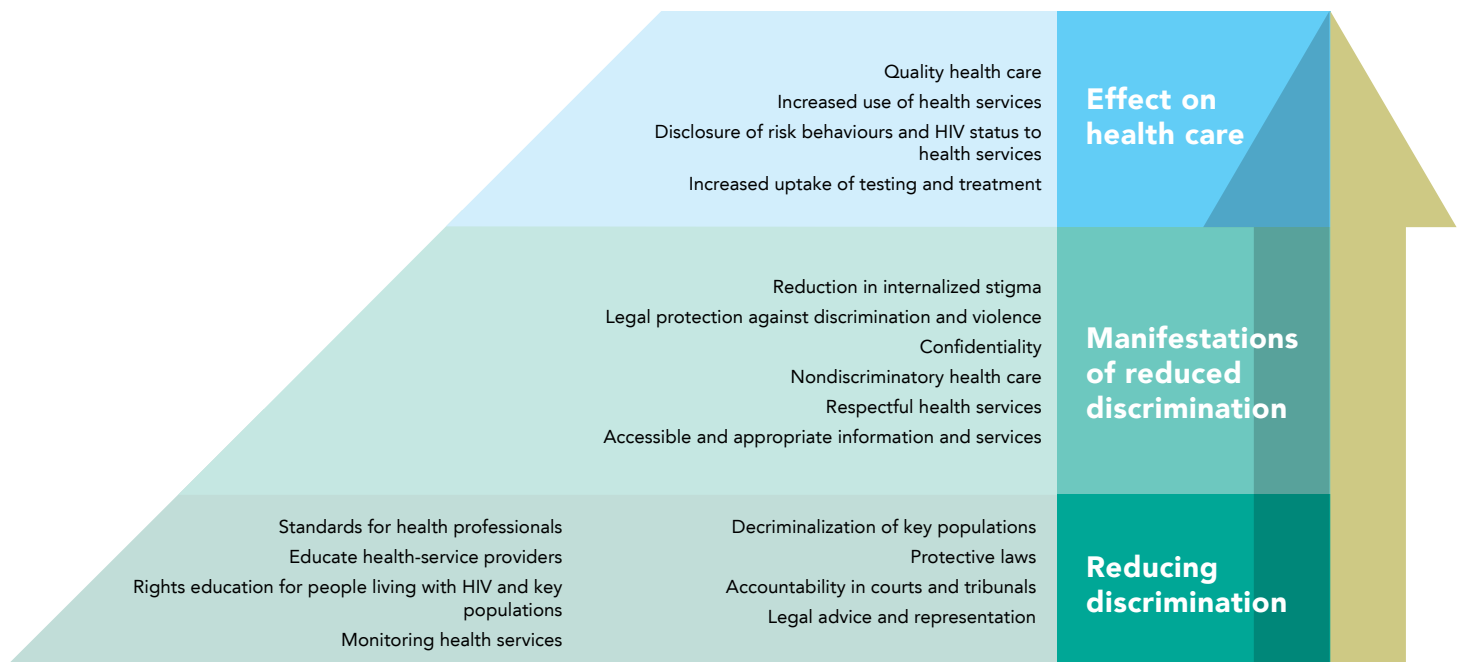 Quality health care
Increased use of health services
Disclosure of risk behaviours and HIV status to
health services
Increased uptake of testing and treatment
Effect on
health care
Reduction in internalized stigma
Legal protection against discrimination and violence
Confidentiality
Nondiscriminatory health care
Respectful health services
Accessible and appropriate information and services
Manifestations
of reduced
discrimination
Standards for health professionals
Educate health-service providers
Rights education for people living with HIV and key
populations
Monitoring health services
Decriminalization of key populations
Protective laws
Accountability in courts and tribunals
Legal advice and representation
Reducing
discrimination